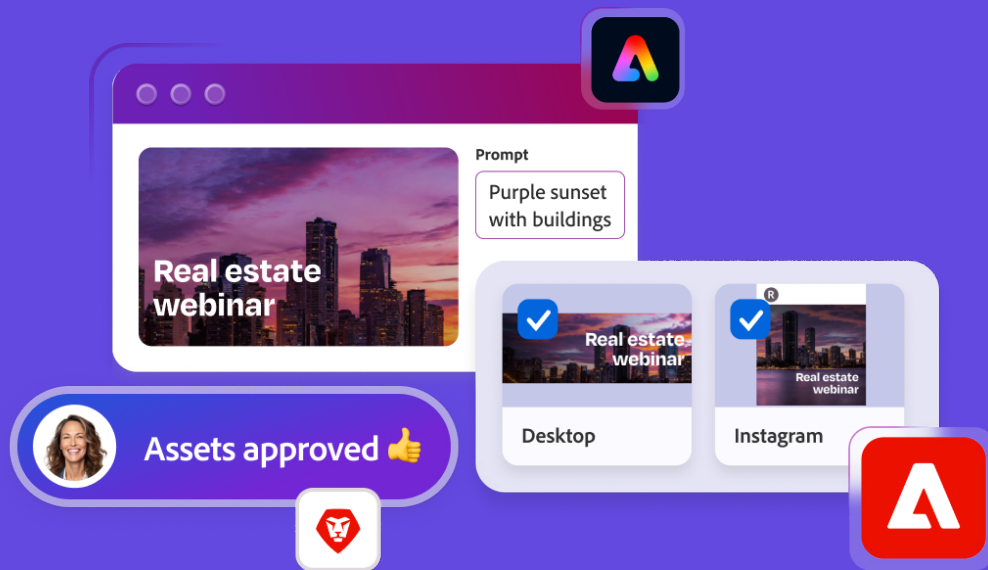 Prompt
Purple sunset
with buildings
Real estate
webinar
Real estate
webinar
R
Real estate
webinar
Desktop
Instagram
Assets approved 👍